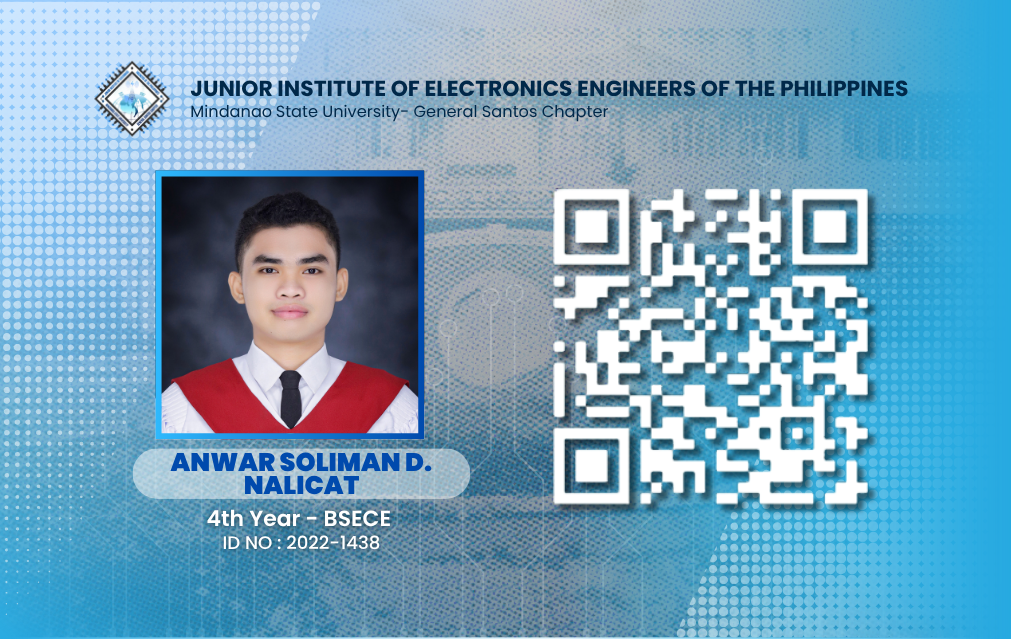 JUNIOR INSTITUTE OF ELECTRONICS ENGINEERS OF THE PHILIPPINES
Mindanao State University- General Santos Chapter
ANWAR SOLIMAN D.
NALICAT
4th Year - BSECE
ID NO : 2022-1438